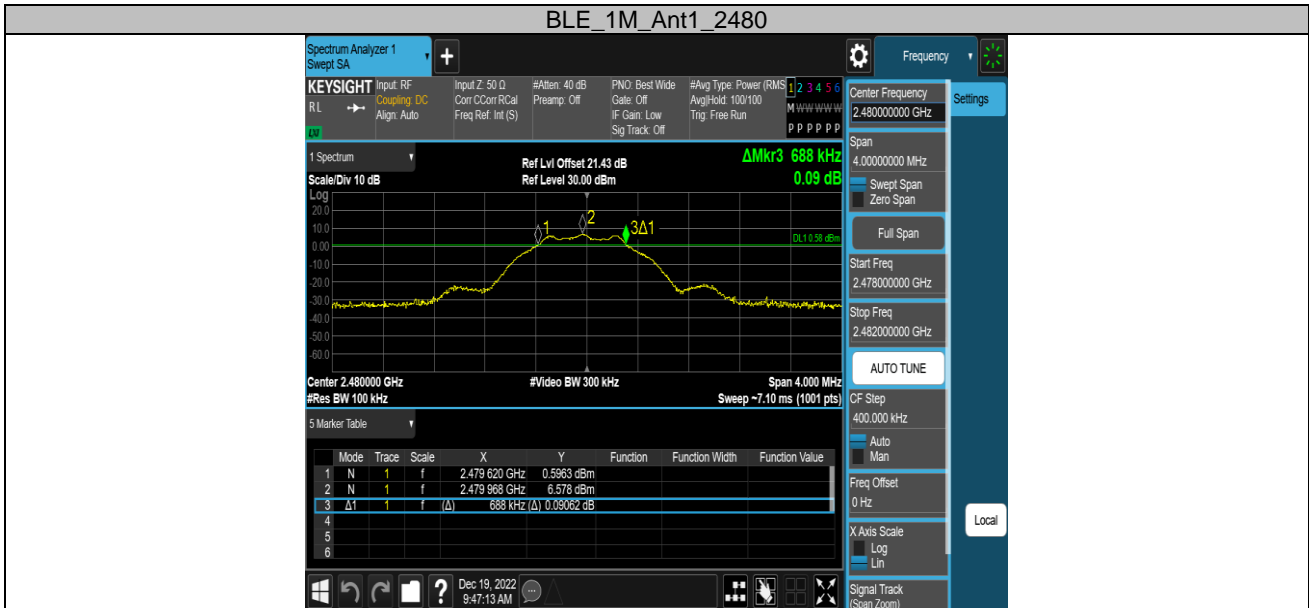 BLE_1M_Ant1_2480
Spectrum Analyzer 1
Swept SA
+
Frequency
KEYSIGHT
R L
LXI
Input: RF
Coupling: DC
Align: Auto
Input Z: 50 Ω
Corr CCorr RCal
Freq Ref: Int (S)
#Atten: 40 dB
Preamp: Off
PNO: Best Wide
Gate: Off
IF Gain: Low
Sig Track: Off
#Avg Type: Power (RMS
Avg|Hold: 100/100
Trig: Free Run
1 2 3 4 5 6
M W W W W W
P P P P P P
1 Spectrum
Scale/Div 10 dB
Ref Lvl Offset 21.43 dB
Ref Level 30.00 dBm
ΔMkr3 688 kHz
0.09 dB
Log
20.0
10.0
0.00
-10.0
-20.0
-30.0
-40.0
-50.0
-60.0
1
2
3Δ1
DL1 0.58 dBm
Center 2.480000 GHz
#Res BW 100 kHz
#Video BW 300 kHz
Span 4.000 MHz
Sweep ~7.10 ms (1001 pts)
5 Marker Table
Mode Trace Scale X Y Function Function Width Function Value
1 N 1 f 2.479 620 GHz 0.5963 dBm
2 N 1 f 2.479 968 GHz 6.578 dBm
3 Δ1 1 f (Δ) 688 kHz (Δ) 0.09062 dB
4
5
6
?
Dec 19, 2022
9:47:13 AM
Center Frequency
2.480000000 GHz
Span
4.00000000 MHz
Swept Span
Zero Span
Full Span
Start Freq
2.478000000 GHz
Stop Freq
2.482000000 GHz
AUTO TUNE
CF Step
400.000 kHz
Auto
Man
Freq Offset
0 Hz
X Axis Scale
Log
Lin
Signal Track
(Span Zoom)
Settings
Local